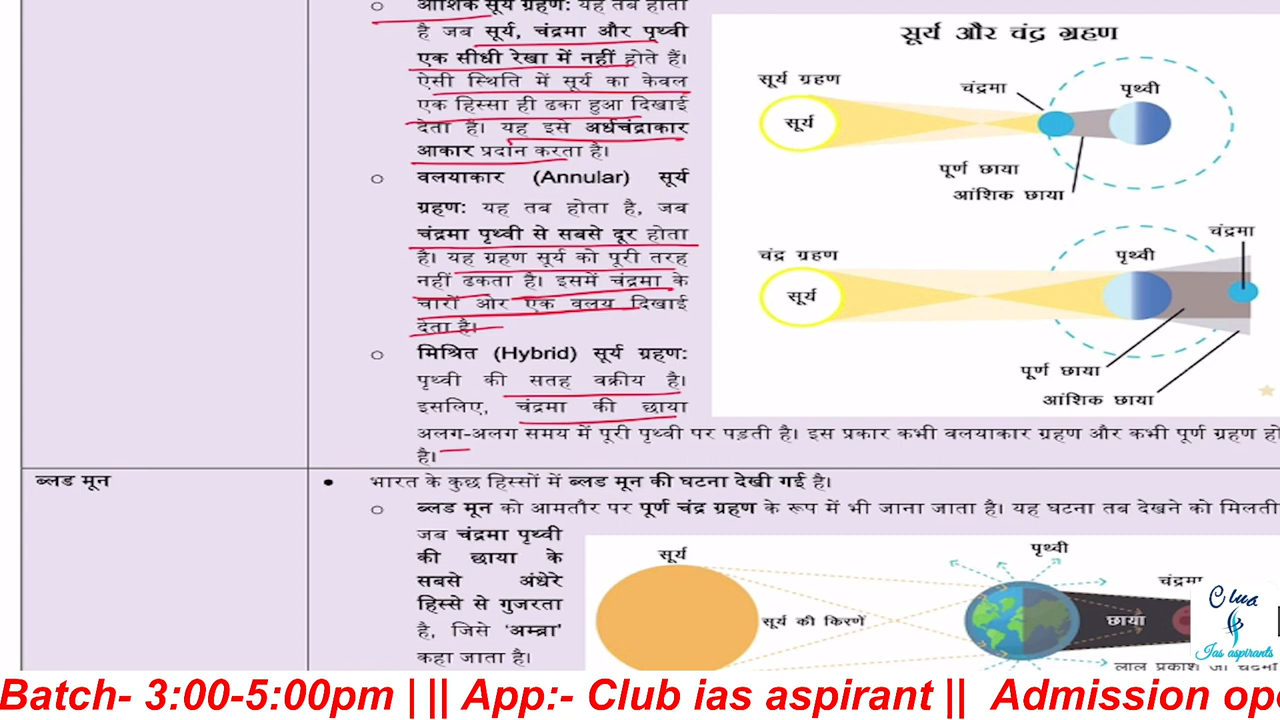 आंशिक सूर्य ग्रहण: यह तब होता
है जब सूर्य, चंद्रमा और पृथ्वी
एक सीधी रेखा में नहीं होते हैं।
ऐसी स्थिति में सूर्य का केवल
एक हिस्सा ही ढका हुआ दिखाई
देता है। यह इसे अर्धचंद्राकार
आकार प्रदान करता है।
वलयाकार (Annular) सूर्य
ग्रहण: यह तब होता है, जब
चंद्रमा पृथ्वी से सबसे दूर होता
है। यह ग्रहण सूर्य को पूरी तरह
नहीं ढकता है। इसमें चंद्रमा के
चारों ओर एक वलय दिखाई
देता है।
मिश्रित (Hybrid) सूर्य ग्रहण:
पृथ्वी की सतह वक्रीय है।
इसलिए, चंद्रमा की छाया
अलग-अलग समय में पूरी पृथ्वी पर पड़ती है। इस प्रकार कभी वलयाकार ग्रहण और कभी पूर्ण ग्रहण हो
है।
सूर्य और चंद्र ग्रहण
सूर्य ग्रहण
सूर्य
चंद्रमा
पृथ्वी
पूर्ण छाया
आंशिक छाया
चंद्र ग्रहण
सूर्य
पृथ्वी
चंद्रमा
पूर्ण छाया
आंशिक छाया
ब्लड मून
भारत के कुछ हिस्सों में ब्लड मून की घटना देखी गई है।
ब्लड मून को आमतौर पर पूर्ण चंद्र ग्रहण के रूप में भी जाना जाता है। यह घटना तब देखने को मिलती
जब चंद्रमा पृथ्वी
की छाया के
सबसे अंधेरे
हिस्से से गुजरता
है, जिसे 'अम्ब्रा'
कहा जाता है।
सूर्य
सूर्य की किरणें
पृथ्वी
छाया
Ias aspirants
Batch- 3:00-5:00pm | || App:- Club ias aspirant || Admission ope